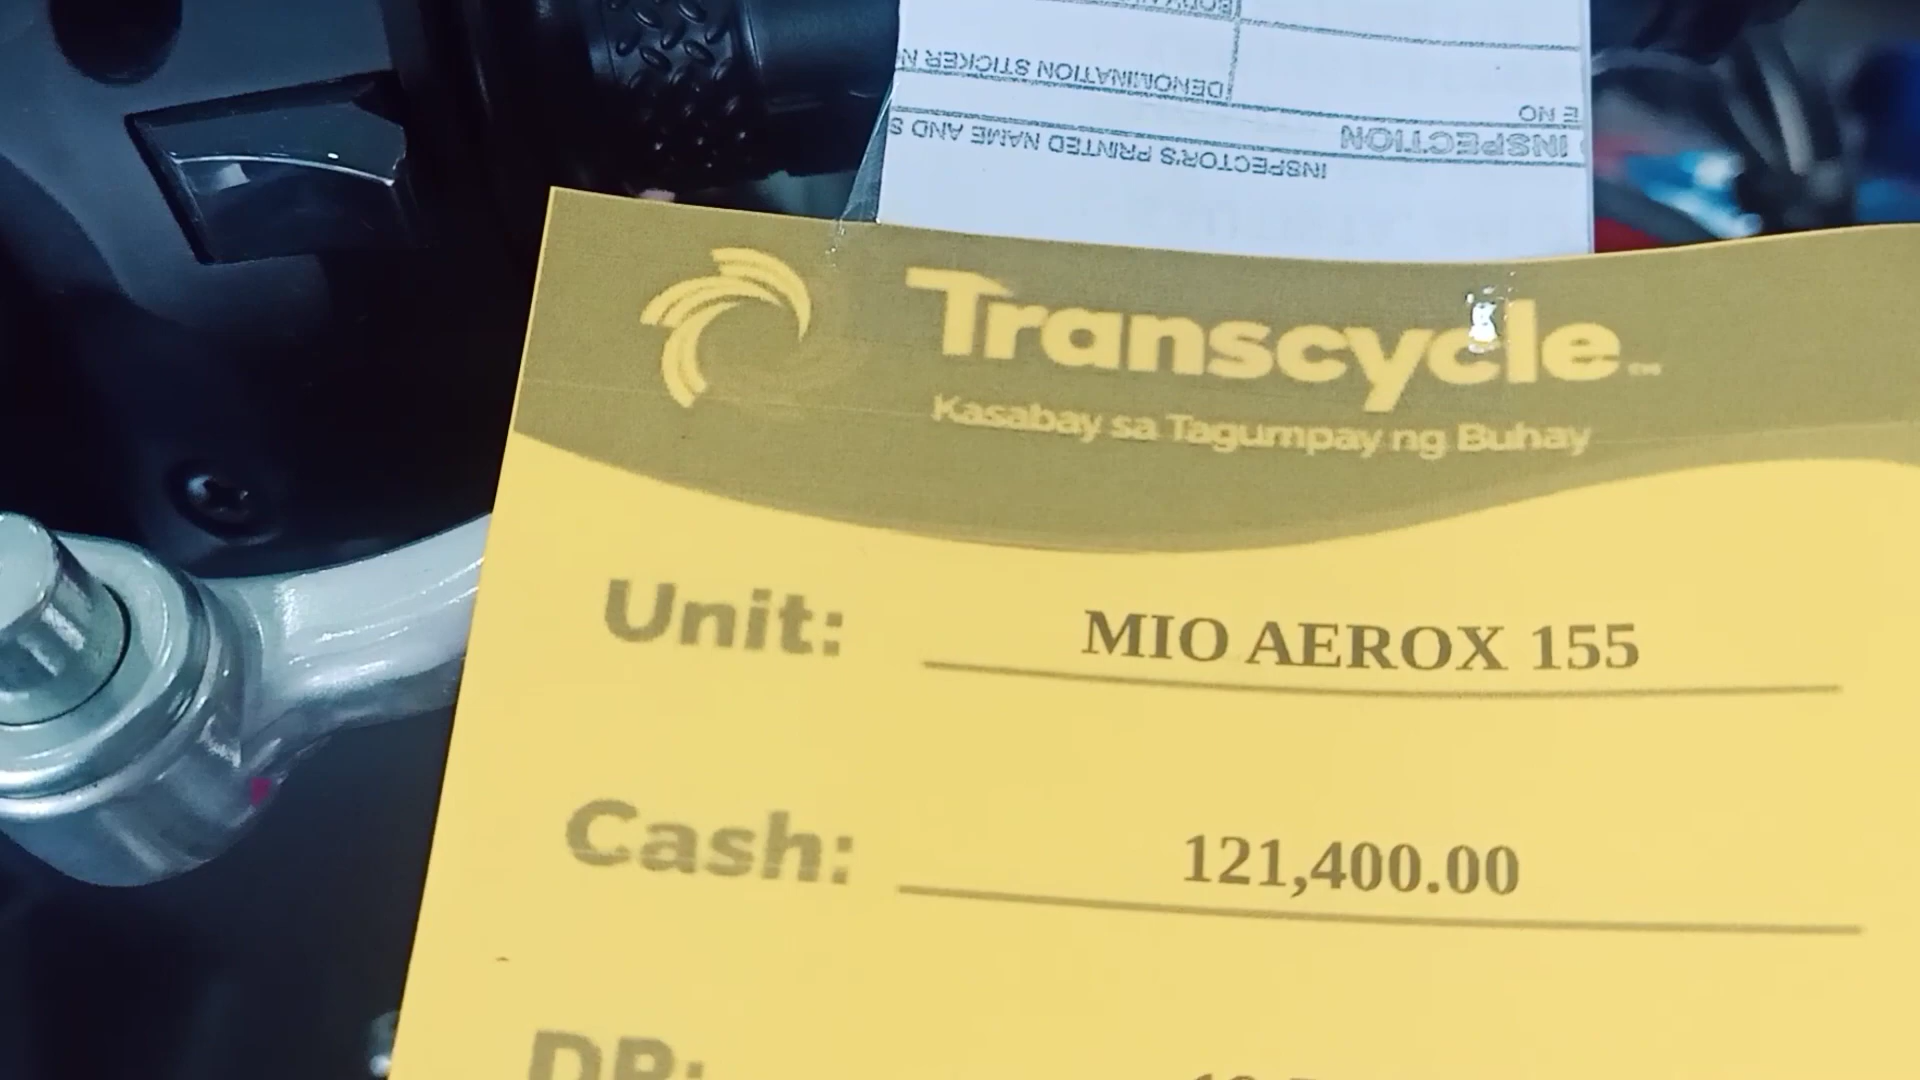 DENOMINATION STICKER N
E NO
INSPECTION
INSPECTOR'S PRINTED NAME AND S
Transcycle™
Kasabay sa Tagumpay ng Buhay
Unit: MIO AEROX 155
Cash: 121,400.00
DP: